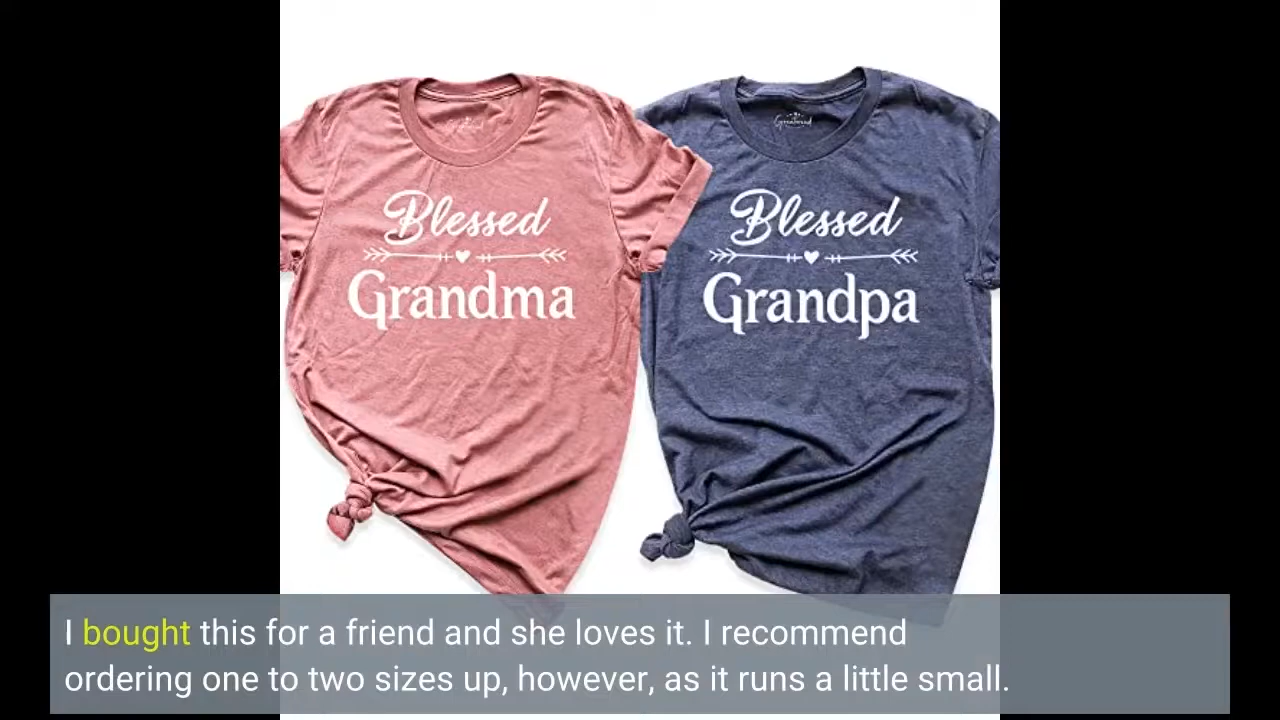 Blessed
Grandma
Blessed
Grandpa
I bought this for a friend and she loves it. I recommend
ordering one to two sizes up, however, as it runs a little small.